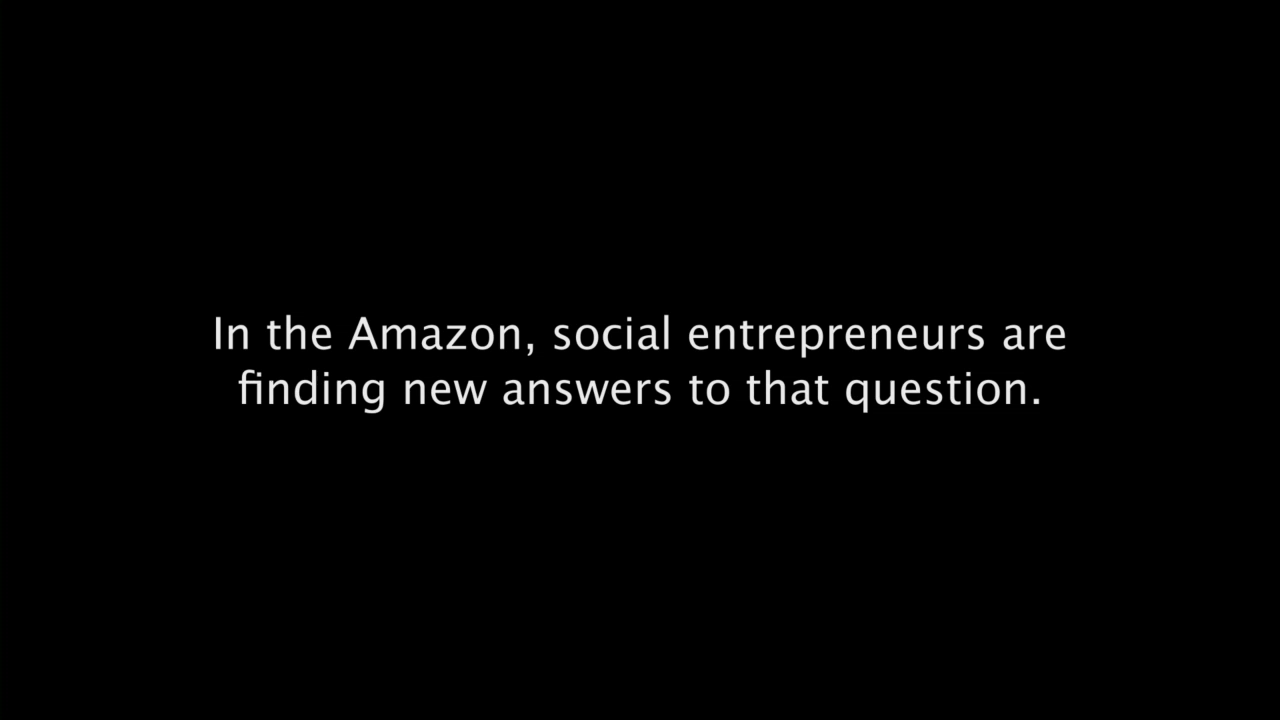 In the Amazon, social entrepreneurs are
finding new answers to that question.